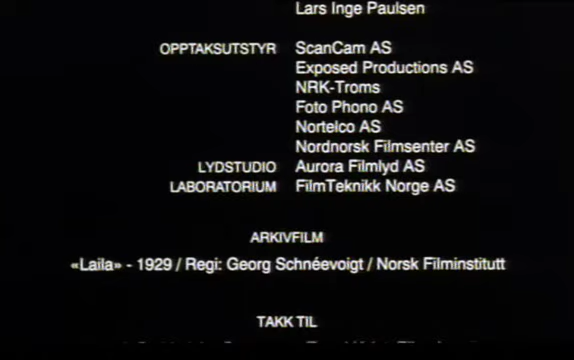 Lars Inge Paulsen
OPPTAKSUTSTYR ScanCam AS
Exposed Productions AS
NRK-Troms
Foto Phono AS
Nortelco AS
Nordnorsk Filmsenter AS
LYDSTUDIO Aurora Filmlyd AS
LABORATORIUM FilmTeknikk Norge AS
ARKIVFILM
«Laila» - 1929 / Regi: Georg Schnéevoigt / Norsk Filminstitutt
TAKK TIL